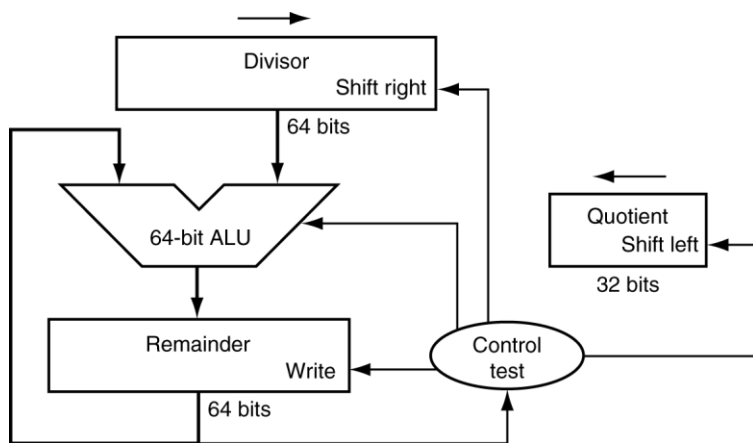 Divisor
Shift right
64 bits
64-bit ALU
Quotient
Shift left
32 bits
Remainder
Write
Control
test
64 bits